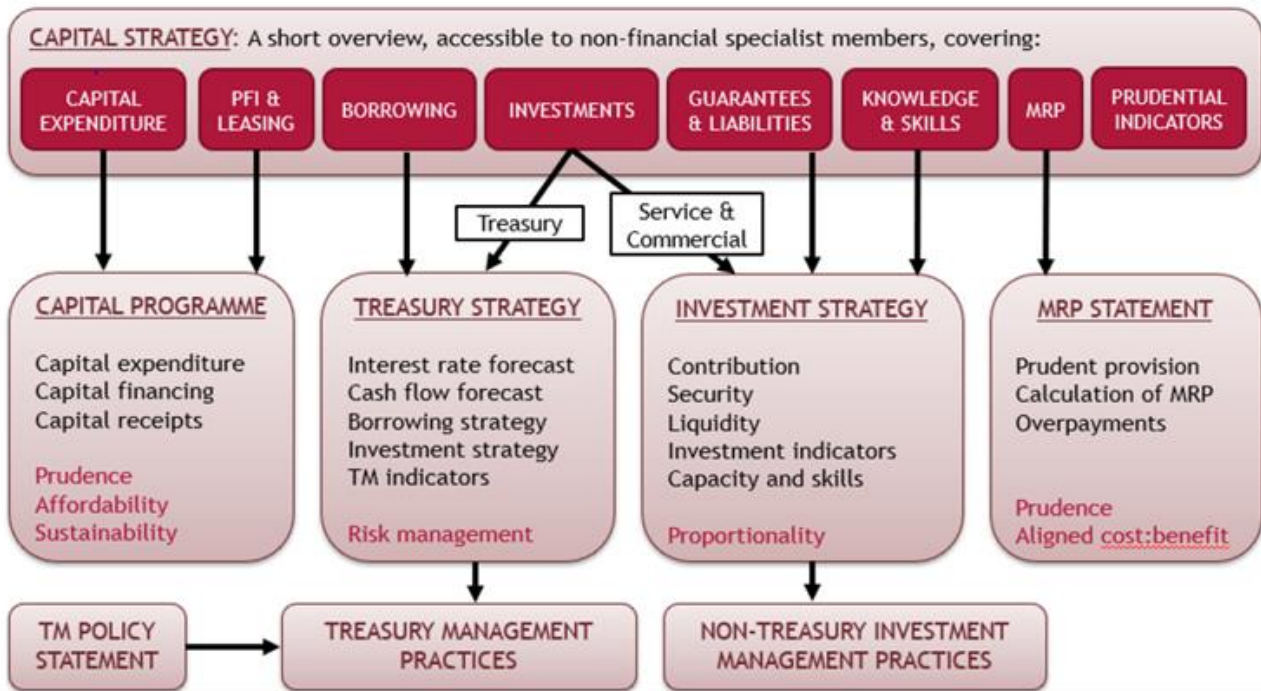 CAPITAL STRATEGY: A short overview, accessible to non-financial specialist members, covering:
CAPITAL
EXPENDITURE
PFI &
LEASING
BORROWING
INVESTMENTS
GUARANTEES
& LIABILITIES
KNOWLEDGE
& SKILLS
MRP
PRUDENTIAL
INDICATORS
Treasury
Service &
Commercial
CAPITAL PROGRAMME
Capital expenditure
Capital financing
Capital receipts
Prudence
Affordability
Sustainability
TREASURY STRATEGY
Interest rate forecast
Cash flow forecast
Borrowing strategy
Investment strategy
TM indicators
Risk management
INVESTMENT STRATEGY
Contribution
Security
Liquidity
Investment indicators
Capacity and skills
Proportionality
MRP STATEMENT
Prudent provision
Calculation of MRP
Overpayments
Prudence
Aligned cost:benefit
TM POLICY
STATEMENT
TREASURY MANAGEMENT
PRACTICES
NON-TREASURY INVESTMENT
MANAGEMENT PRACTICES